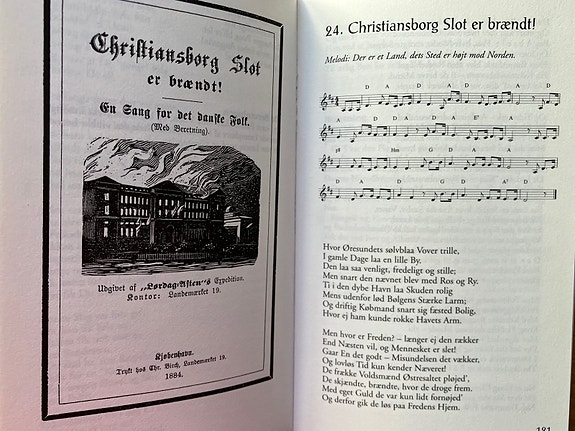 Christiansborg Slot
er brændt!
En Sang for det danske Folk.
(Med Beretning).
Udgivet af „Lørdag-Aften"s Expedition.
Kontor: Landemærket 19.
Kjøbenhavn.
Trykt hos Chr. Birch, Landemærket 19.
1884.
24. Christiansborg Slot er brændt!
Melodi: Der er et Land, dets Sted er højt mod Norden.
D A D A D A D
A D D A E⁷ A
F# Hm G D A A
D A D G D A⁷ D
Hvor Øresundets sølvblaa Vover trille,
I gamle Dage laa en lille By.
Den laa saa venligt, fredeligt og stille;
Men snart den nævnet blev med Ros og Ry.
Ti i den dybe Havn laa Skuden rolig
Mens udenfor lød Bølgens Stærke Larm;
Og driftig Købmand snart sig fæsted Bolig,
Hvor ej ham kunde rokke Havets Arm.
Men hvor er Freden? – længer ej den rækker
End Næsten vil, og Mennesket er slet!
Gaar En det godt – Misundelsen det vækker,
Og lovløs Tid kun kender Næveret!
De frække Voldsmænd Østresaltet pløjed',
De skjændte, brændte, hvor de droge frem.
Med eget Guld de var kun lidt fornøjed'
Og derfor gik de løs paa Fredens Hjem.
181